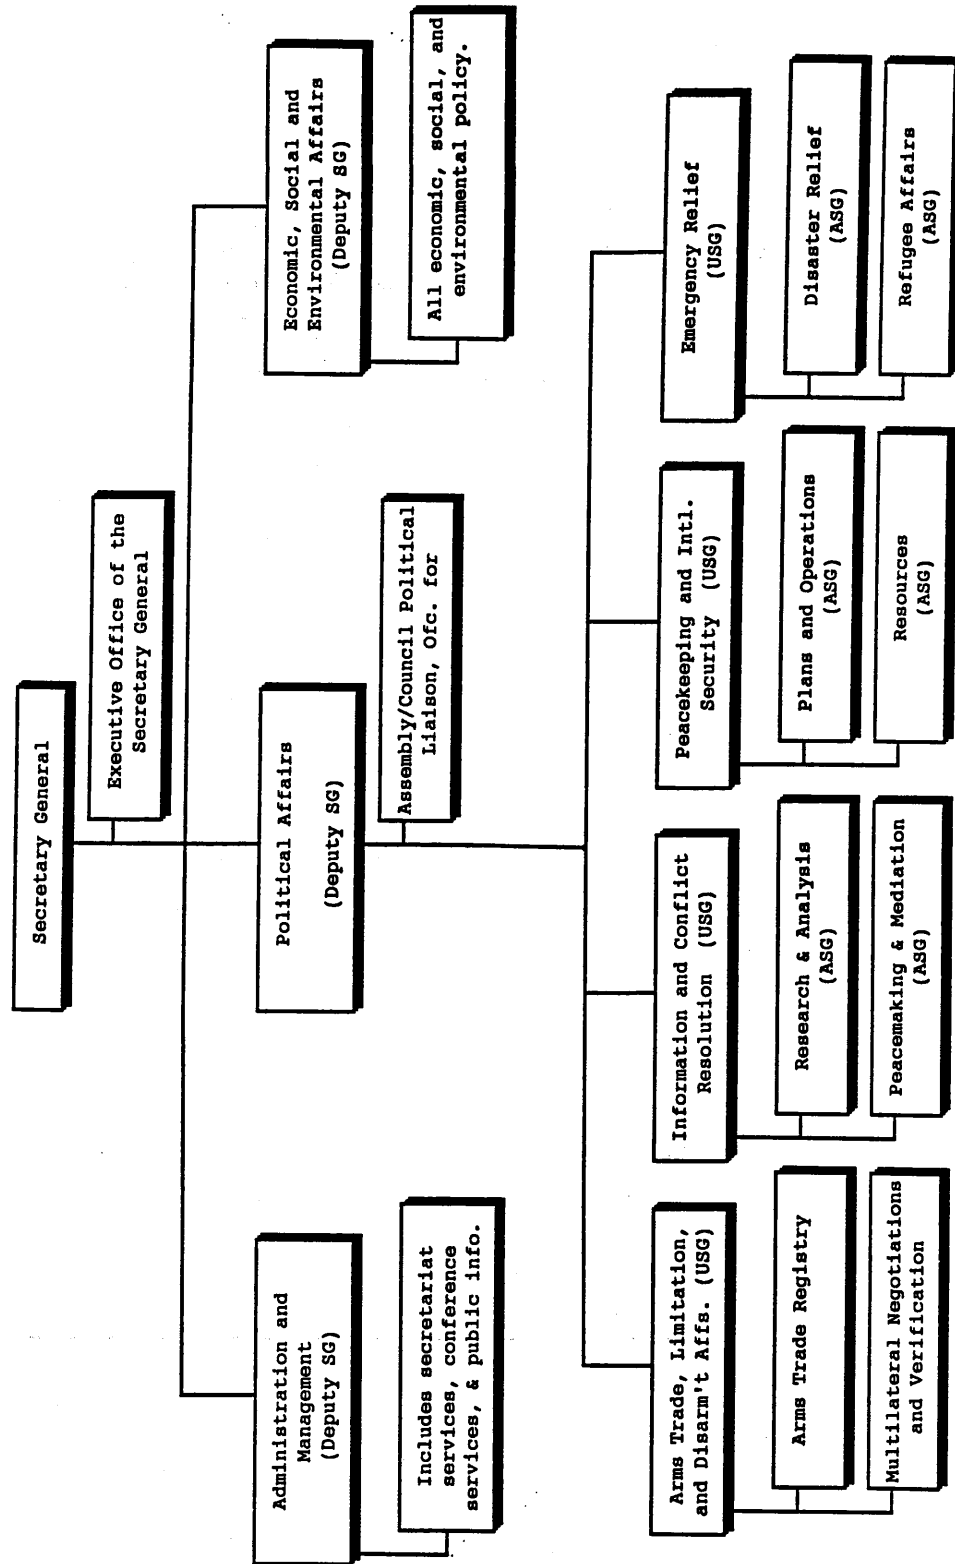 Secretary General
Executive Office of the
Secretary General
Administration and
Management
(Deputy SG)
Includes secretariat
services, conference
services, & public info.
Political Affairs
(Deputy SG)
Assembly/Council Political
Liaison, Ofc. for
Economic, Social and
Environmental Affairs
(Deputy SG)
All economic, social, and
environmental policy.
Arms Trade, Limitation,
and Disarm't Affs. (USG)
Arms Trade Registry
Multilateral Negotiations
and Verification
Information and Conflict
Resolution (USG)
Research & Analysis
(ASG)
Peacemaking & Mediation
(ASG)
Peacekeeping and Intl.
Security (USG)
Plans and Operations
(ASG)
Resources
(ASG)
Emergency Relief
(USG)
Disaster Relief
(ASG)
Refugee Affairs
(ASG)